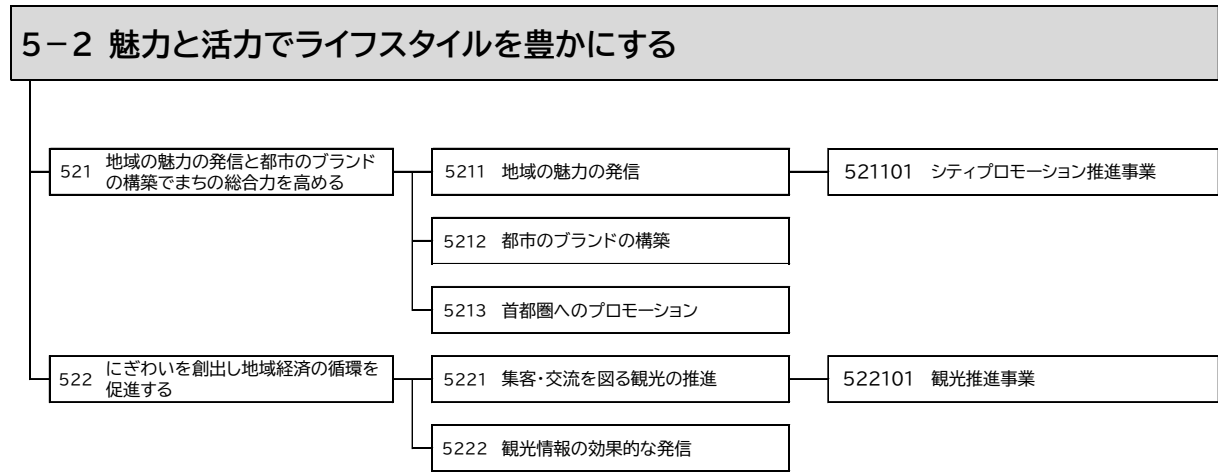 5－2 魅力と活力でライフスタイルを豊かにする
521 地域の魅力の発信と都市のブランド
の構築でまちの総合力を高める
5211 地域の魅力の発信
521101 シティプロモーション推進事業
5212 都市のブランドの構築
5213 首都圏へのプロモーション
522 にぎわいを創出し地域経済の循環を
促進する
5221 集客・交流を図る観光の推進
522101 観光推進事業
5222 観光情報の効果的な発信